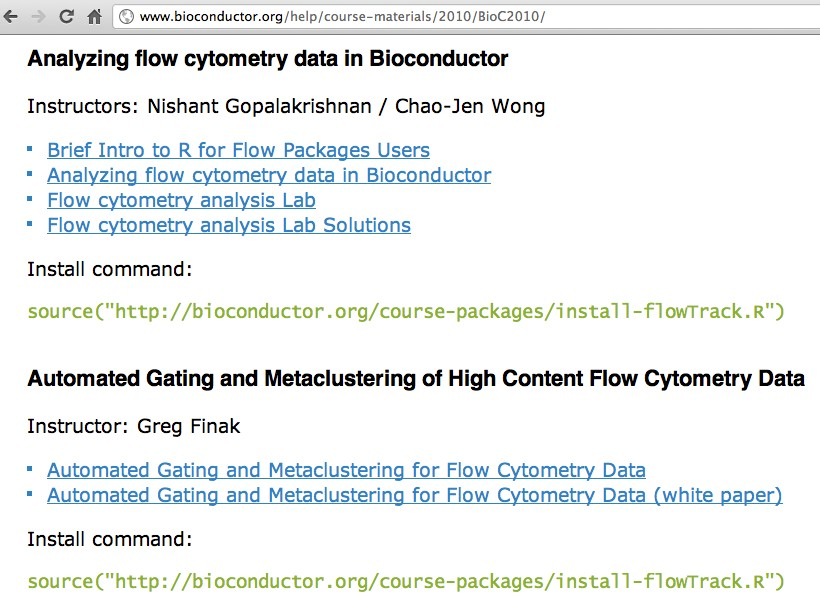 www.bioconductor.org/help/course-materials/2010/BioC2010/
Analyzing flow cytometry data in Bioconductor
Instructors: Nishant Gopalakrishnan / Chao-Jen Wong
Brief Intro to R for Flow Packages Users
Analyzing flow cytometry data in Bioconductor
Flow cytometry analysis Lab
Flow cytometry analysis Lab Solutions
Install command:
source("http://bioconductor.org/course-packages/install-flowTrack.R")
Automated Gating and Metaclustering of High Content Flow Cytometry Data
Instructor: Greg Finak
Automated Gating and Metaclustering for Flow Cytometry Data
Automated Gating and Metaclustering for Flow Cytometry Data (white paper)
Install command:
source("http://bioconductor.org/course-packages/install-flowTrack.R")